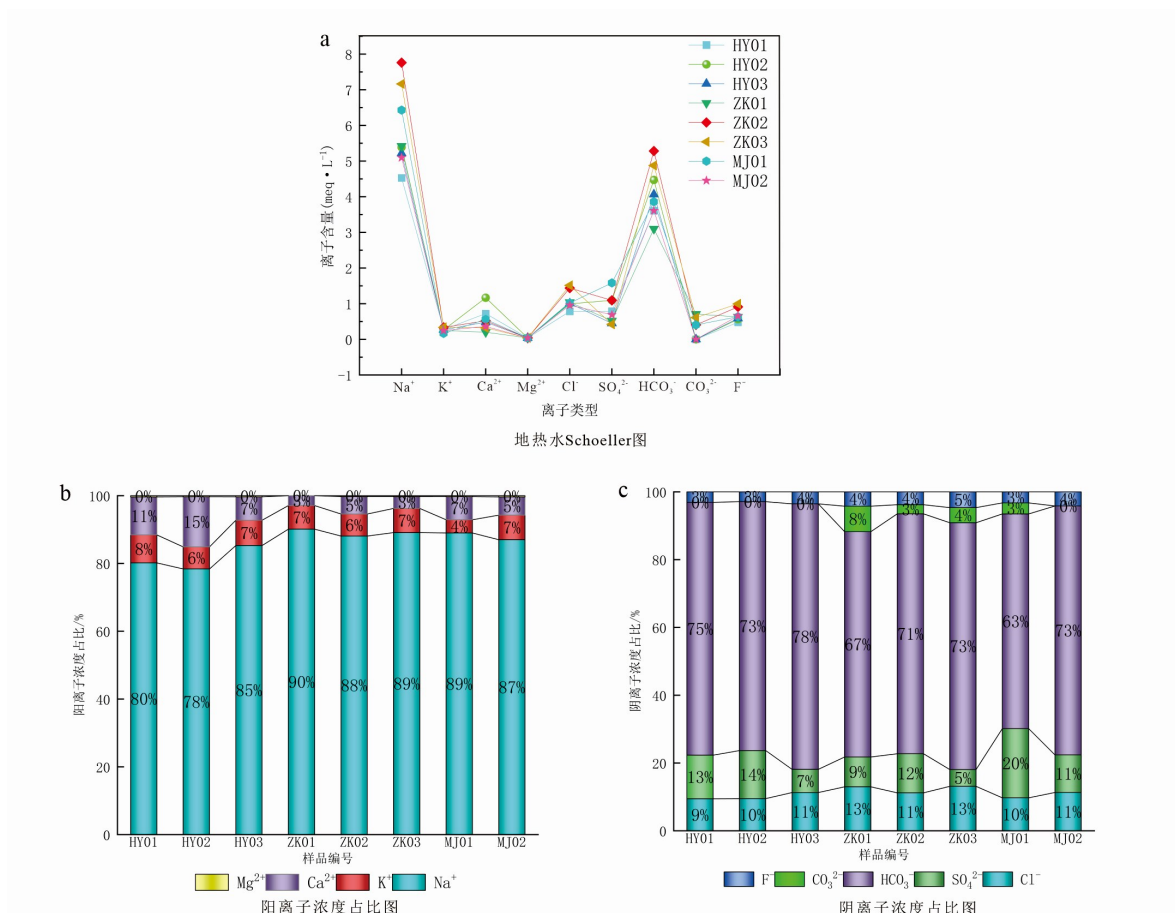 a
HY01
HY02
HY03
ZK01
ZK02
ZK03
MJ01
MJ02
离子含量(meq·L⁻¹)
8
7
6
5
4
3
2
1
0
-1
Na⁺ K⁺ Ca²⁺ Mg²⁺ Cl⁻ SO₄²⁻ HCO₃⁻ CO₃²⁻ F⁻
离子类型
地热水Schoeller图
b
阳离子浓度占比/%
100
80
60
40
20
0
0% 0% 0% 0% 0% 0% 0% 0%
11% 15% 7% 3% 5% 3% 7% 5%
8% 6% 7% 7% 6% 7% 4% 7%
80% 78% 85% 90% 88% 89% 89% 87%
HY01 HY02 HY03 ZK01 ZK02 ZK03 MJ01 MJ02
样品编号
Mg²⁺ Ca²⁺ K⁺ Na⁺
阳离子浓度占比图
c
阴离子浓度占比/%
100
80
60
40
20
0
3% 3% 4% 4% 4% 5% 3% 4%
0% 0% 0% 8% 3% 4% 3% 0%
75% 73% 78% 67% 71% 73% 63% 73%
13% 14% 7% 9% 12% 5% 20% 11%
9% 10% 11% 13% 11% 13% 10% 11%
HY01 HY02 HY03 ZK01 ZK02 ZK03 MJ01 MJ02
样品编号
F⁻ CO₃²⁻ HCO₃⁻ SO₄²⁻ Cl⁻
阴离子浓度占比图